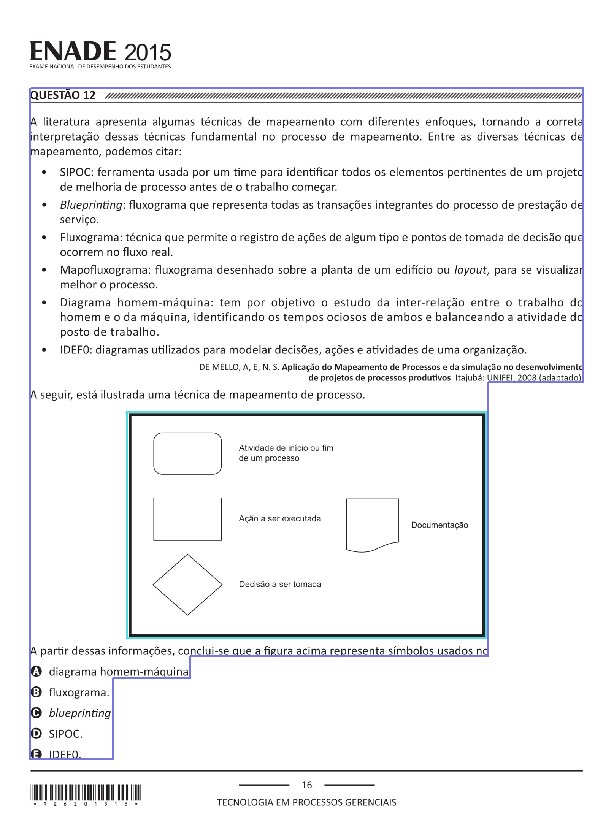 ENADE 2015
EXAME NACIONAL DE DESEMPENHO DOS ESTUDANTES
QUESTÃO 12
A literatura apresenta algumas técnicas de mapeamento com diferentes enfoques, tornando a correta
interpretação dessas técnicas fundamental no processo de mapeamento. Entre as diversas técnicas de
mapeamento, podemos citar:
• SIPOC: ferramenta usada por um time para identificar todos os elementos pertinentes de um projeto
de melhoria de processo antes de o trabalho começar.
• Blueprinting: fluxograma que representa todas as transações integrantes do processo de prestação de
serviço.
• Fluxograma: técnica que permite o registro de ações de algum tipo e pontos de tomada de decisão que
ocorrem no fluxo real.
• Mapofluxograma: fluxograma desenhado sobre a planta de um edifício ou layout, para se visualizar
melhor o processo.
• Diagrama homem-máquina: tem por objetivo o estudo da inter-relação entre o trabalho do
homem e o da máquina, identificando os tempos ociosos de ambos e balanceando a atividade do
posto de trabalho.
• IDEF0: diagramas utilizados para modelar decisões, ações e atividades de uma organização.
DE MELLO, A, E, N. S. Aplicação do Mapeamento de Processos e da simulação no desenvolvimento
de projetos de processos produtivos Itajubá: UNIFEI, 2008 (adaptado).
A seguir, está ilustrada uma técnica de mapeamento de processo.
Atividade de início ou fim
de um processo
Ação a ser executada
Documentação
Decisão a ser tomada
A partir dessas informações, conclui-se que a figura acima representa símbolos usados no
A diagrama homem-máquina
B fluxograma.
C blueprinting
D SIPOC.
E IDEF0.
16
TECNOLOGIA EM PROCESSOS GERENCIAIS